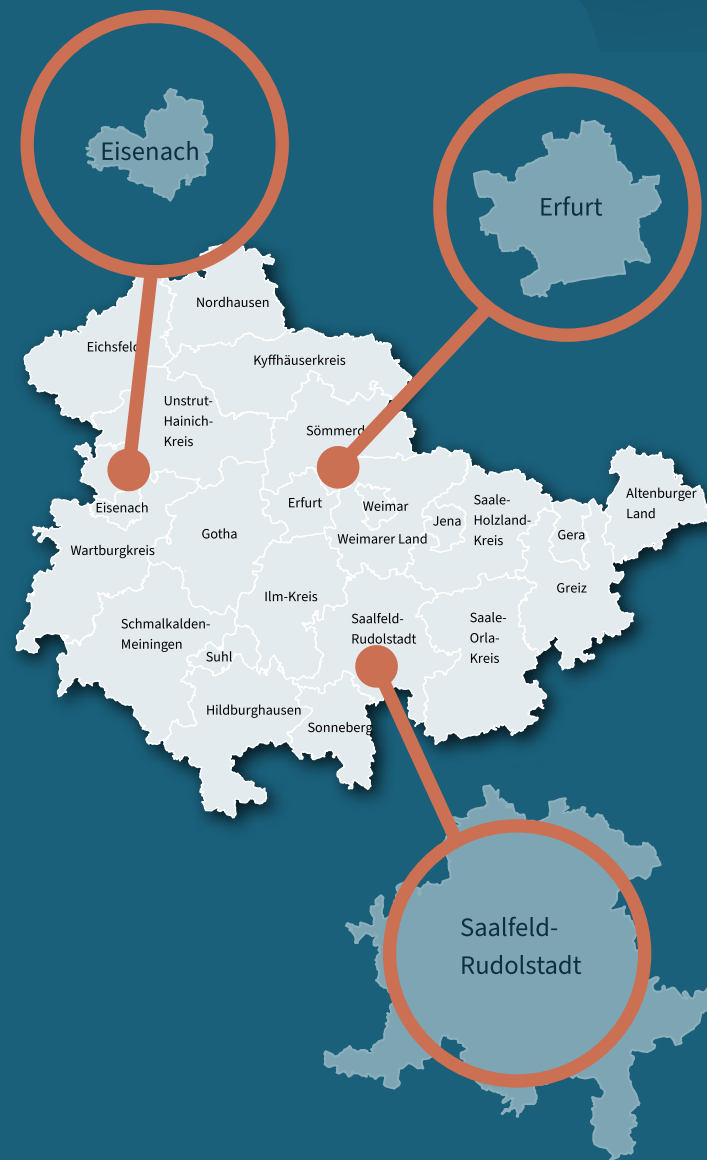 Eisenach
Erfurt
Nordhausen
Eichsfeld
Kyffhäuserkreis
Unstrut-
Hainich-
Kreis
Sömmerd
Altenburger
Land
Eisenach
Erfurt
Weimar
Saale-
Holzland-
Kreis
Jena
Gera
Gotha
Weimarer Land
Wartburgkreis
Greiz
Ilm-Kreis
Schmalkalden-
Meiningen
Saalfeld-
Rudolstadt
Saale-
Orla-
Kreis
Suhl
Hildburghausen
Sonneberg
Saalfeld-
Rudolstadt